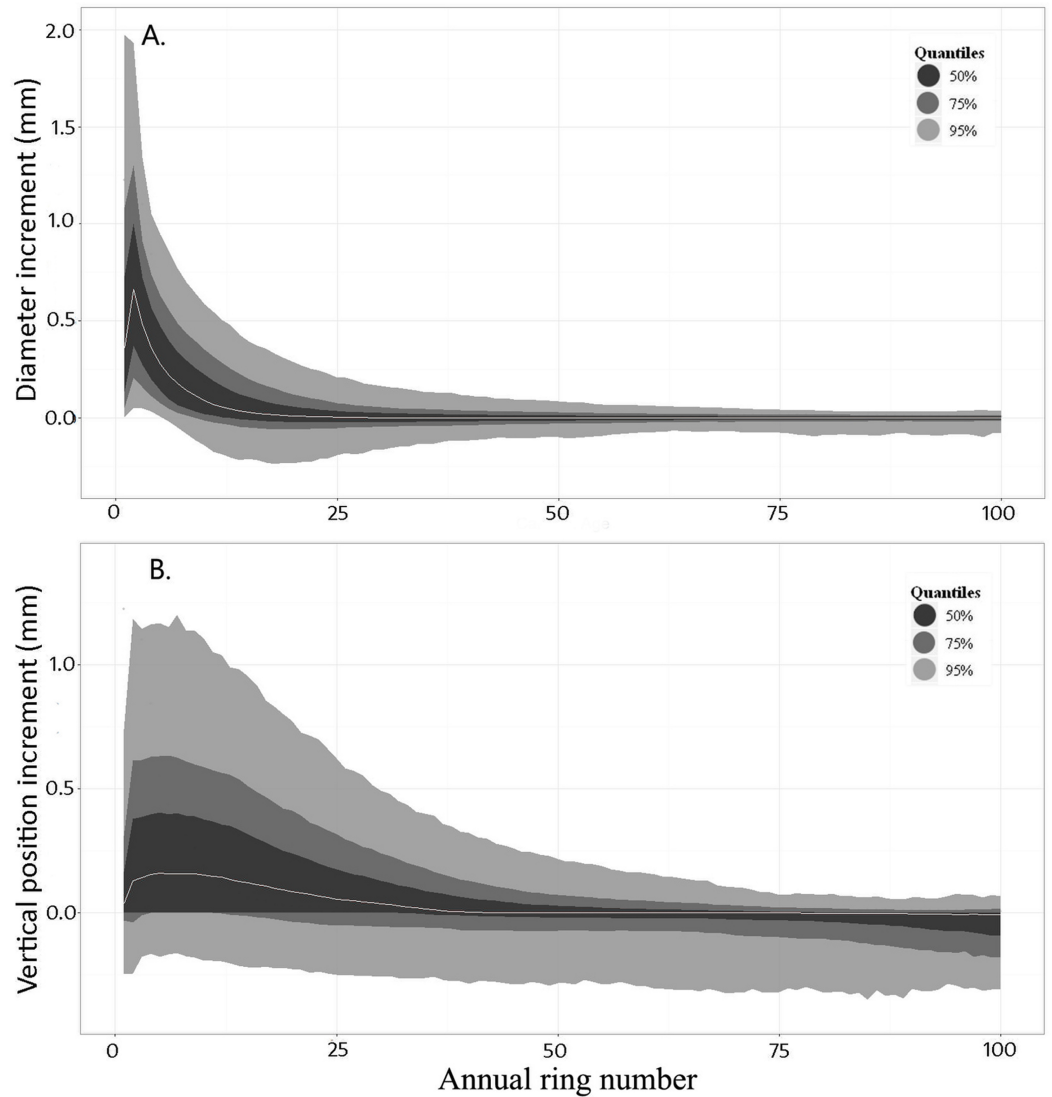 A.
Diameter increment (mm)
2.0
1.5
1.0
0.5
0.0
Quantiles
50%
75%
95%
0 25 50 75 100
B.
Vertical position increment (mm)
1.0
0.5
0.0
Quantiles
50%
75%
95%
0 25 50 75 100
Annual ring number